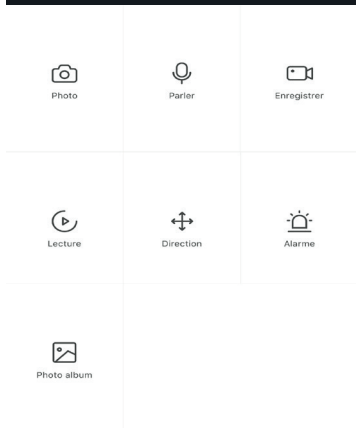 Photo
Parler
Enregistrer
Lecture
Direction
Alarme
Photo album